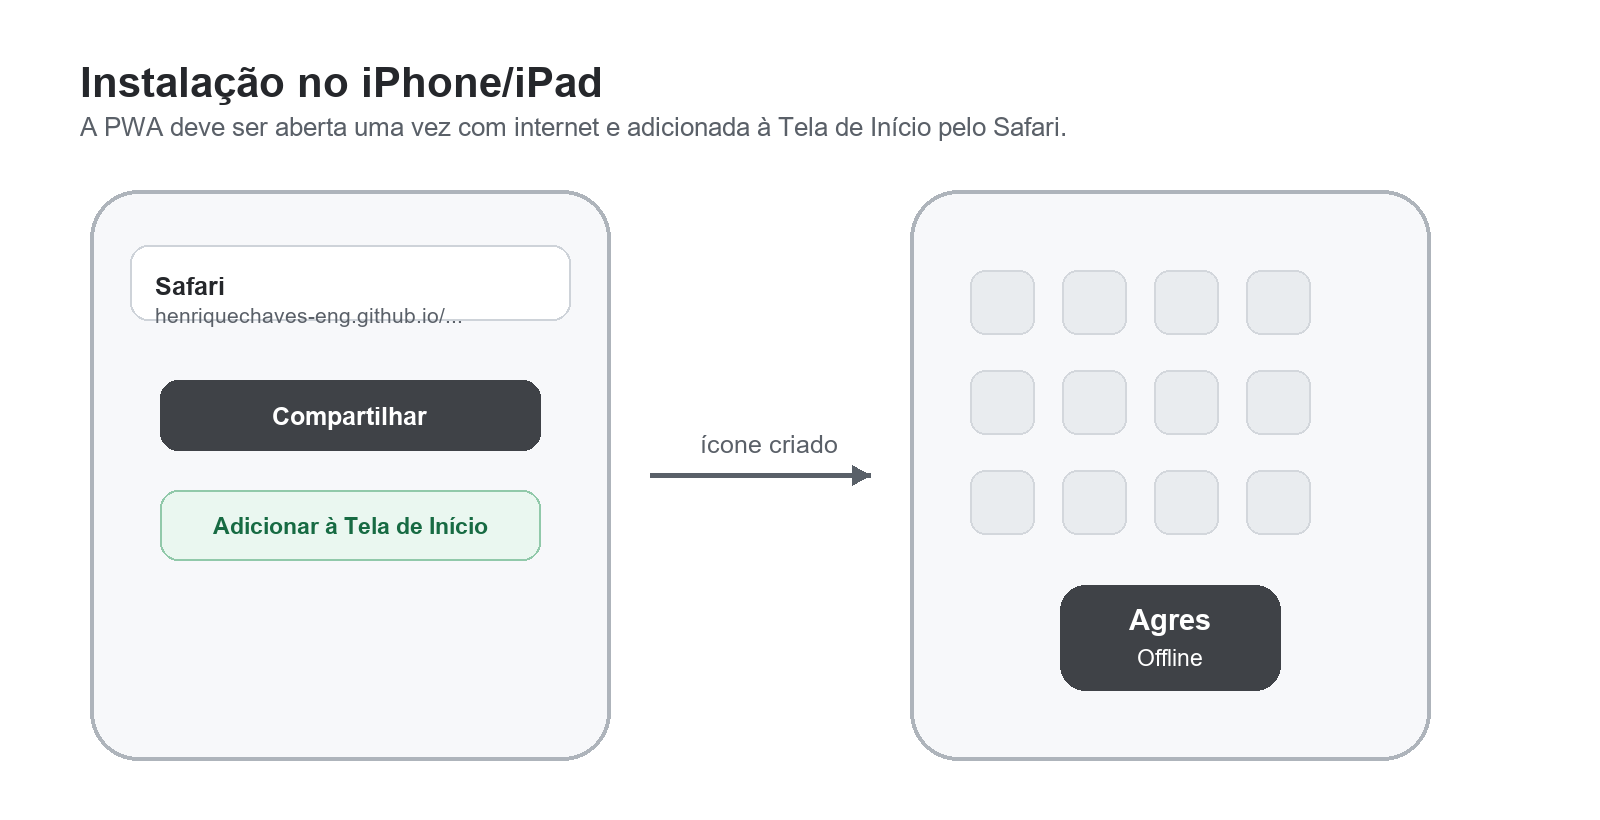 Instalação no iPhone/iPad
A PWA deve ser aberta uma vez com internet e adicionada à Tela de Início pelo Safari.
Safari
henriquechaves-eng.github.io/...
Compartilhar
Adicionar à Tela de Início
ícone criado
Agres
Offline